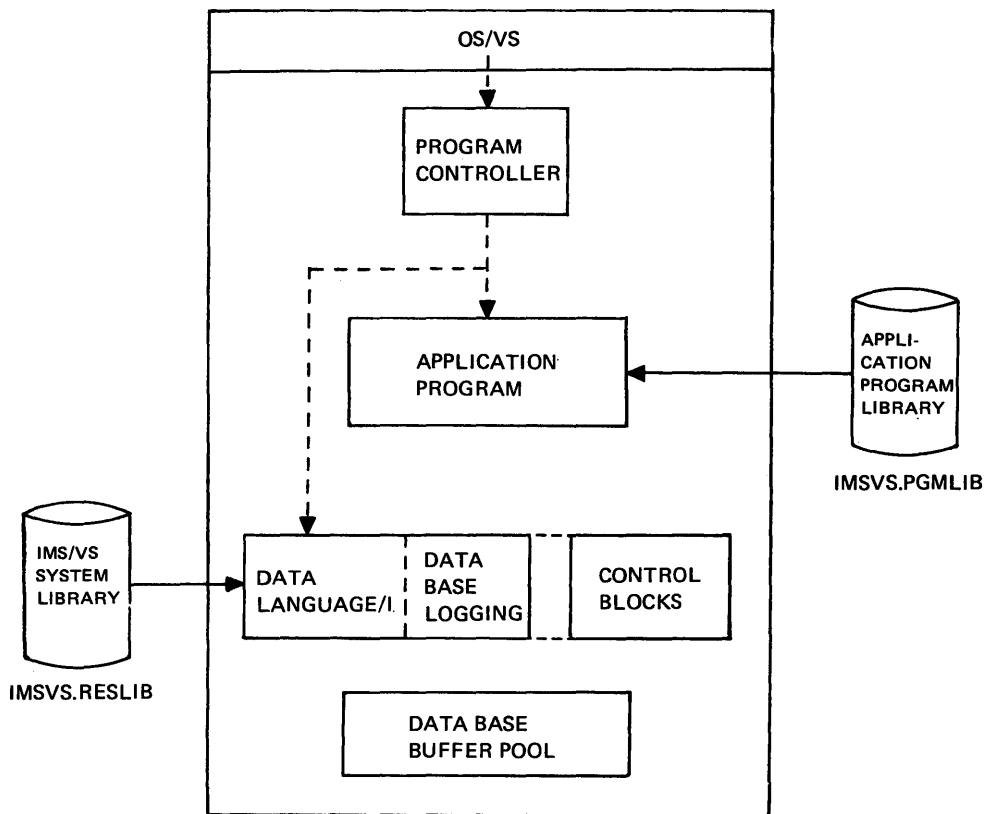 OS/VS
PROGRAM
CONTROLLER
APPLICATION
PROGRAM
APPLI-
CATION
PROGRAM
LIBRARY
IMSVS.PGMLIB
IMS/VS
SYSTEM
LIBRARY
IMSVS.RESLIB
DATA
LANGUAGE/I
DATA
BASE
LOGGING
CONTROL
BLOCKS
DATA BASE
BUFFER POOL